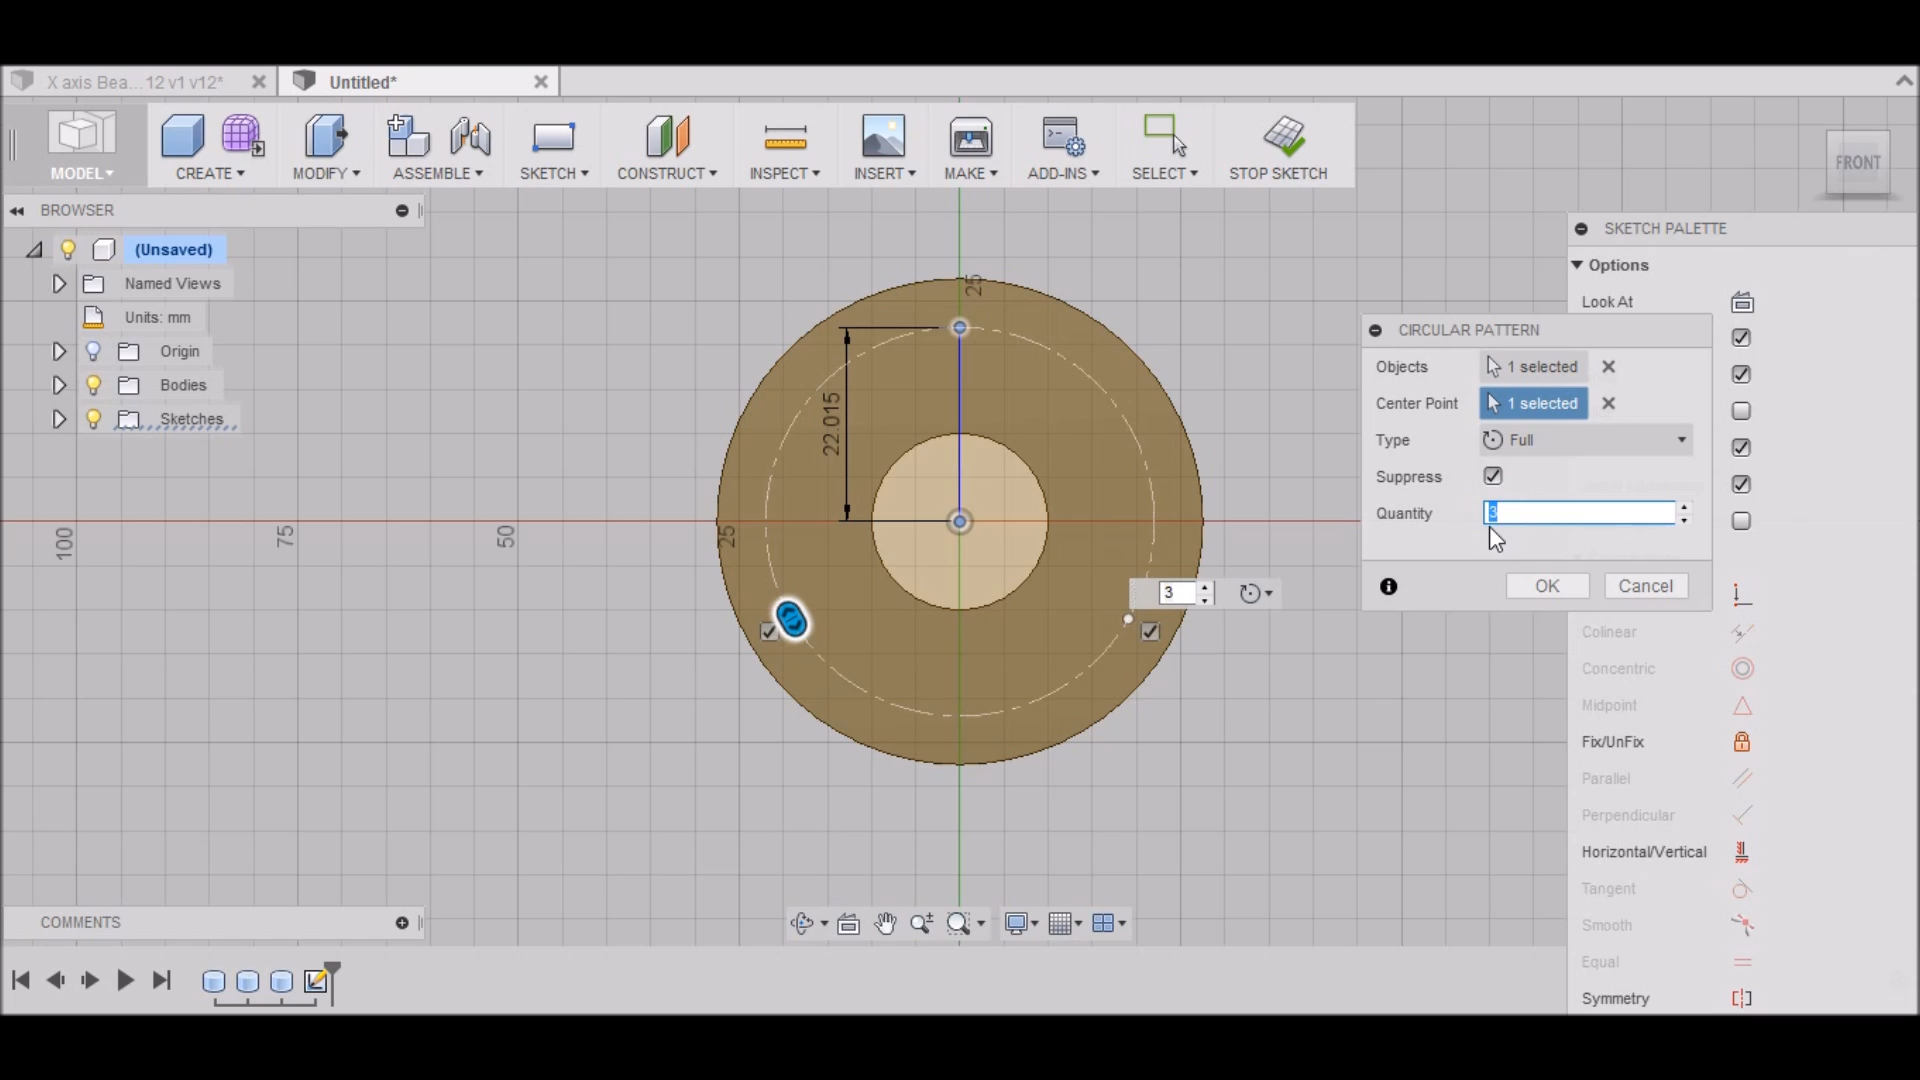 X axis Bea... 12 v1 v12*
Untitled*
MODEL
CREATE
MODIFY
ASSEMBLE
SKETCH
CONSTRUCT
INSPECT
INSERT
MAKE
ADD-INS
SELECT
STOP SKETCH
FRONT
BROWSER
(Unsaved)
Named Views
Units: mm
Origin
Bodies
Sketches
25
22.015
100
75
50
25
3
SKETCH PALETTE
Options
Look At
CIRCULAR PATTERN
Objects
1 selected
Center Point
1 selected
Type
Full
Suppress
Quantity
3
OK
Cancel
Colinear
Concentric
Midpoint
Fix/UnFix
Parallel
Perpendicular
Horizontal/Vertical
Tangent
Smooth
Equal
Symmetry
COMMENTS